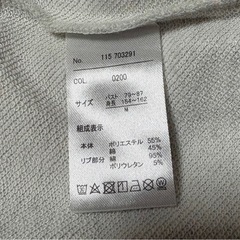 No. 115 703291
COL. 0200
サイズ バスト 79~87
身長 154~162
M
組成表示
本体 ポリエステル 55%
綿 45%
リブ部分 綿 95%
ポリウレタン 5%